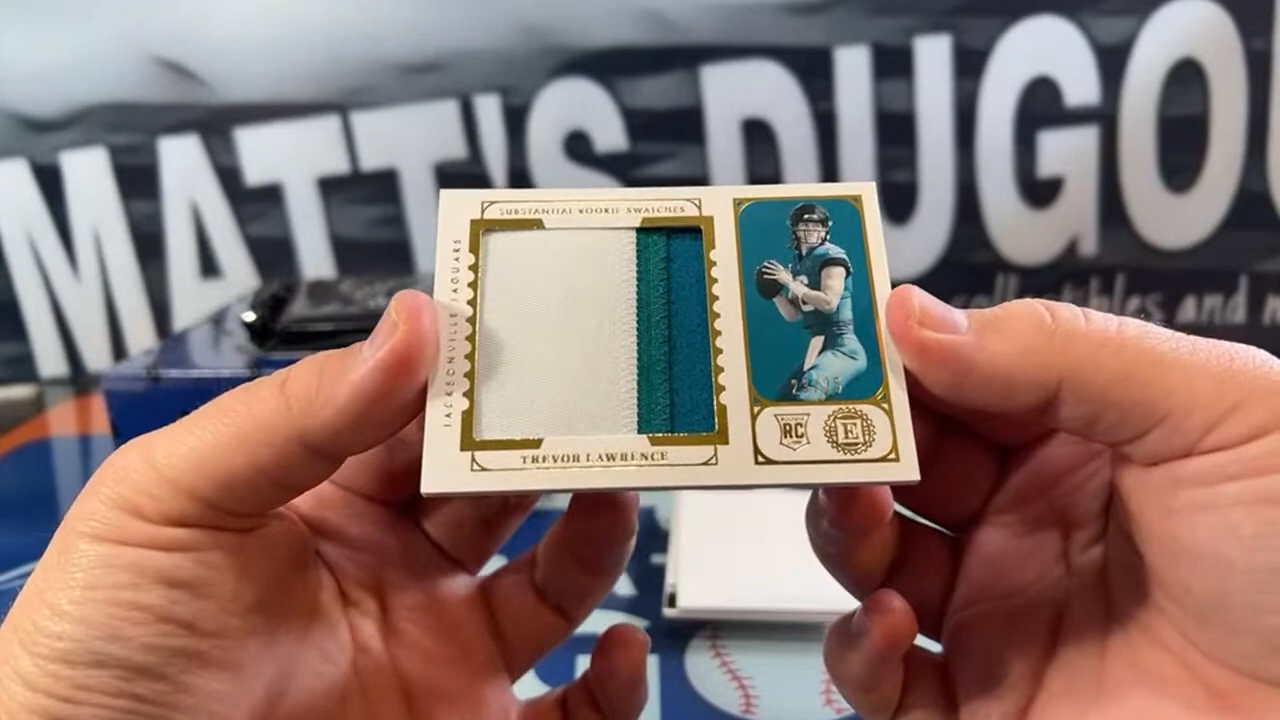 MATT'S DUGOU
collectibles and m
SUBSTANTIAL ROOKIE SWATCHES
JACKSONVILLE JAGUARS
TREVOR LAWRENCE
RC
E